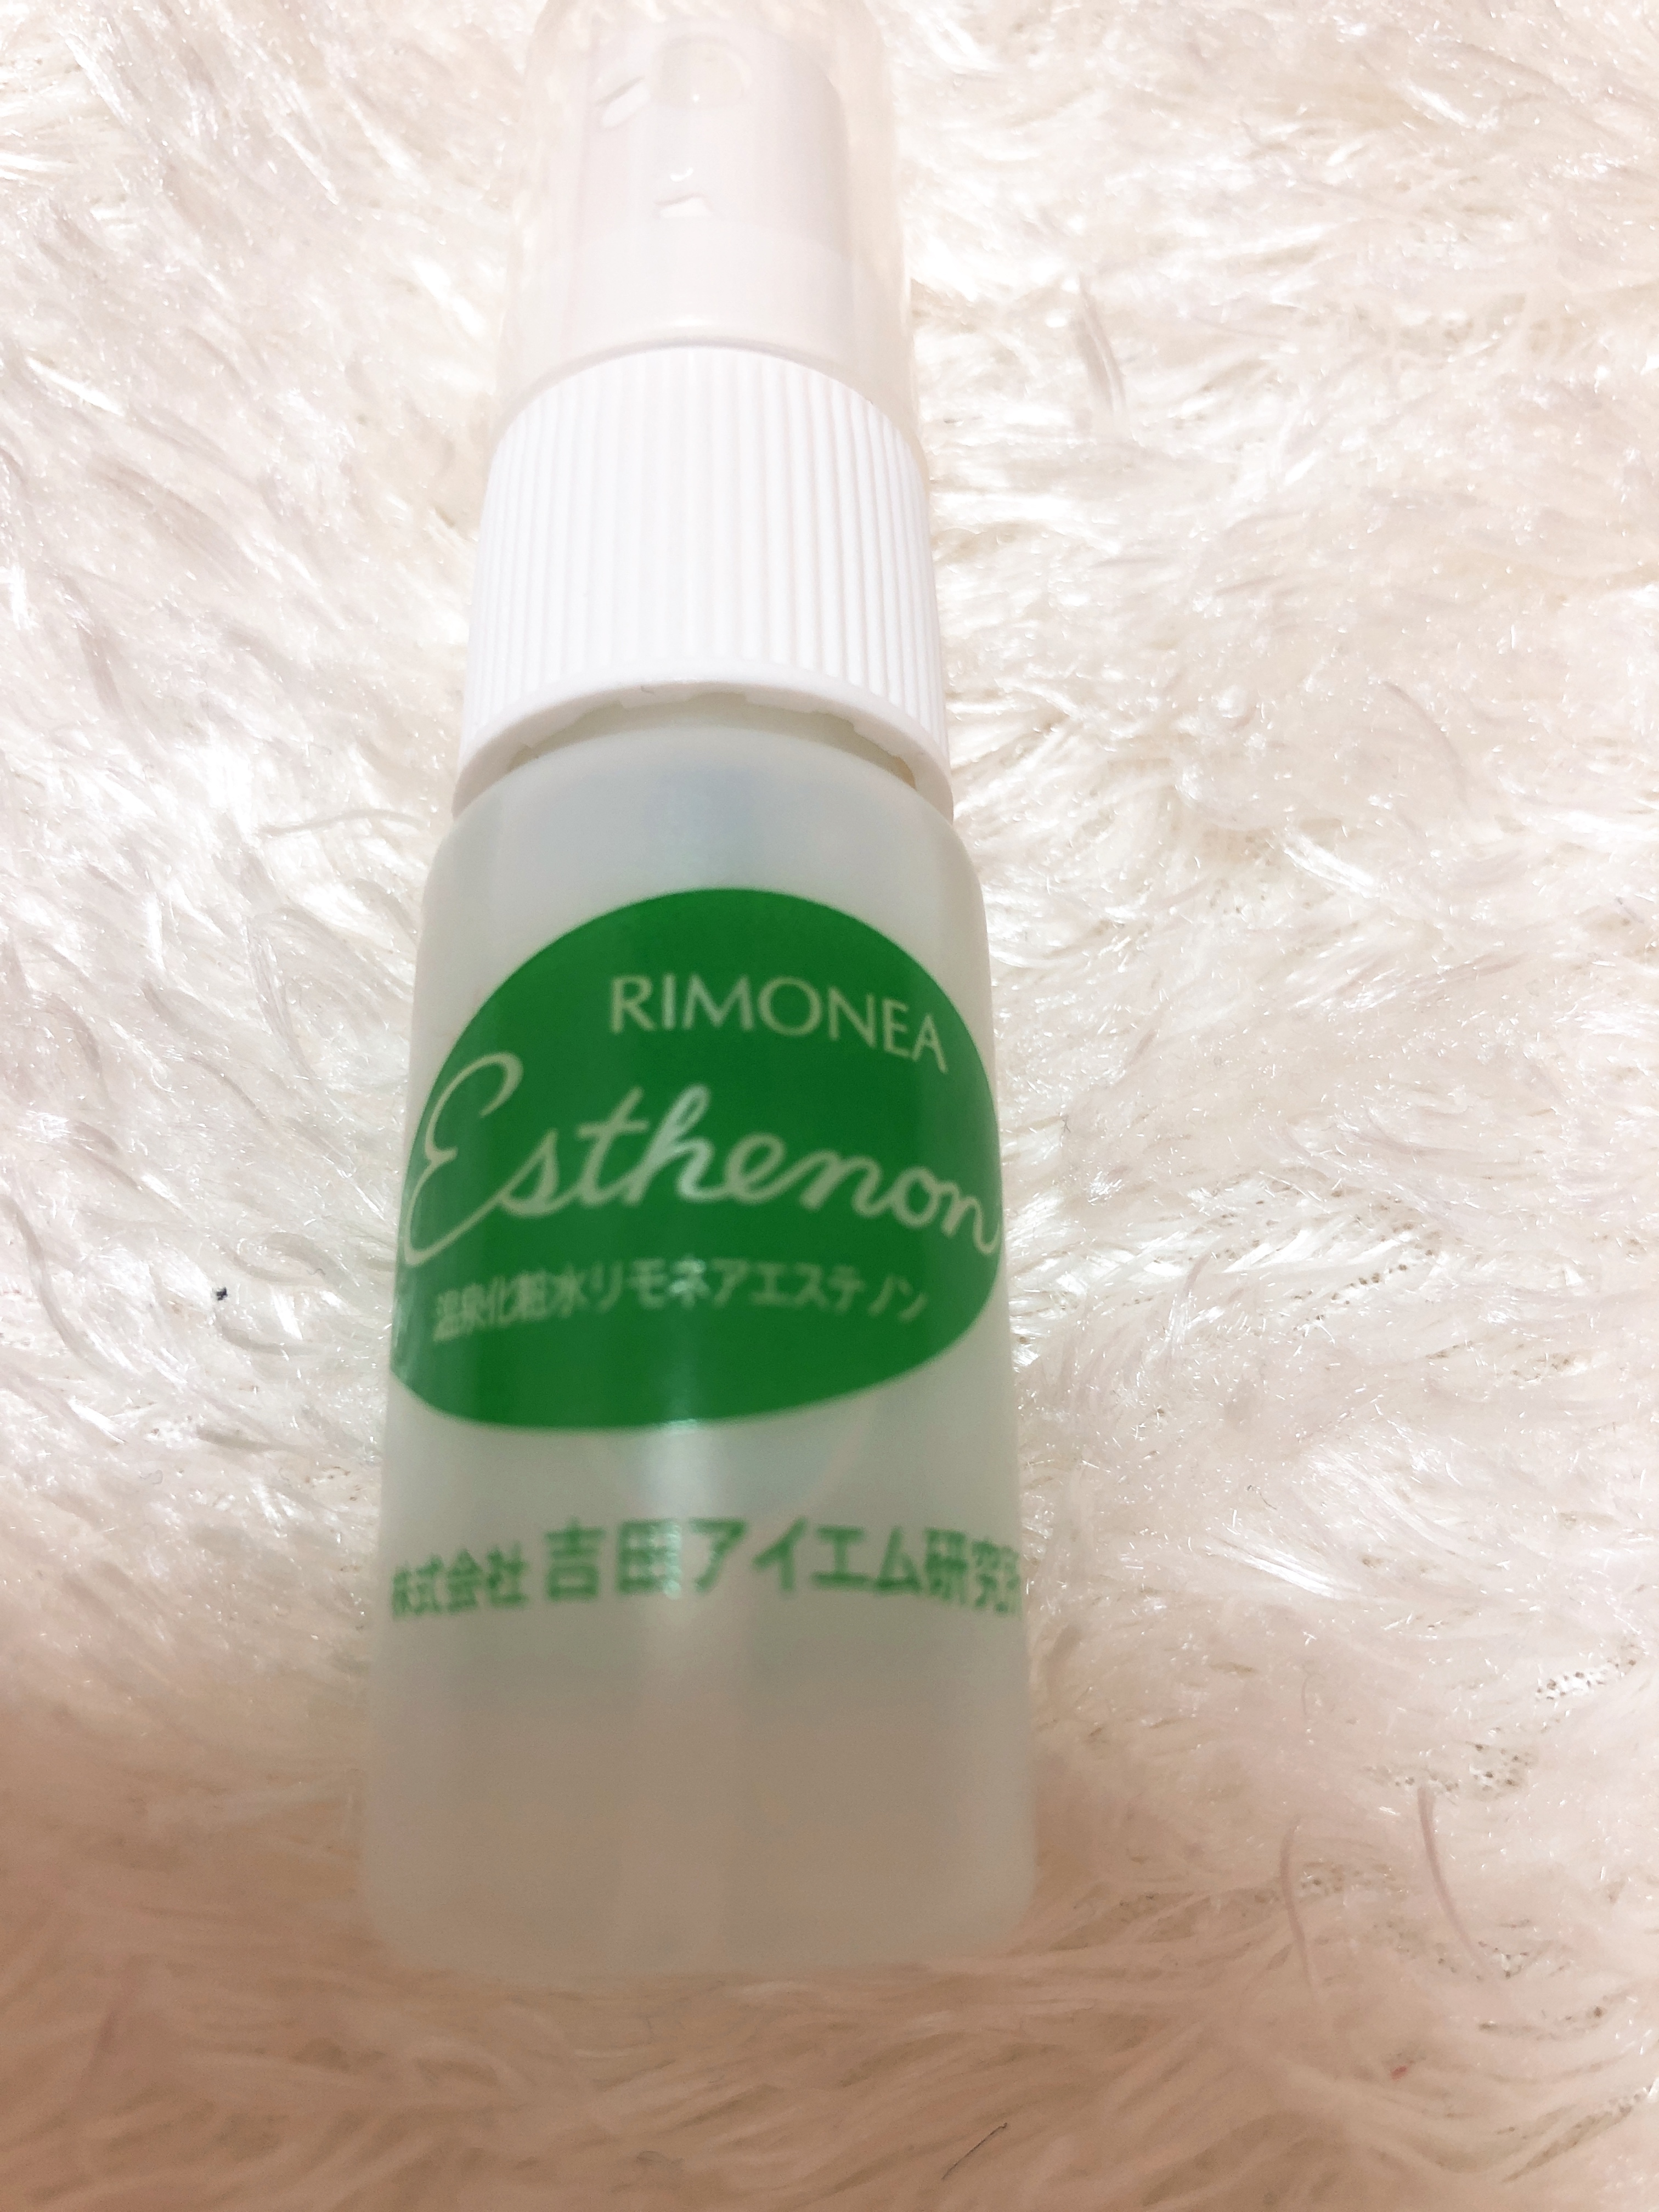 RIMONEA
Esthenon
温泉化粧水リモネアエステノン
株式会社 吉田アイエム研究所